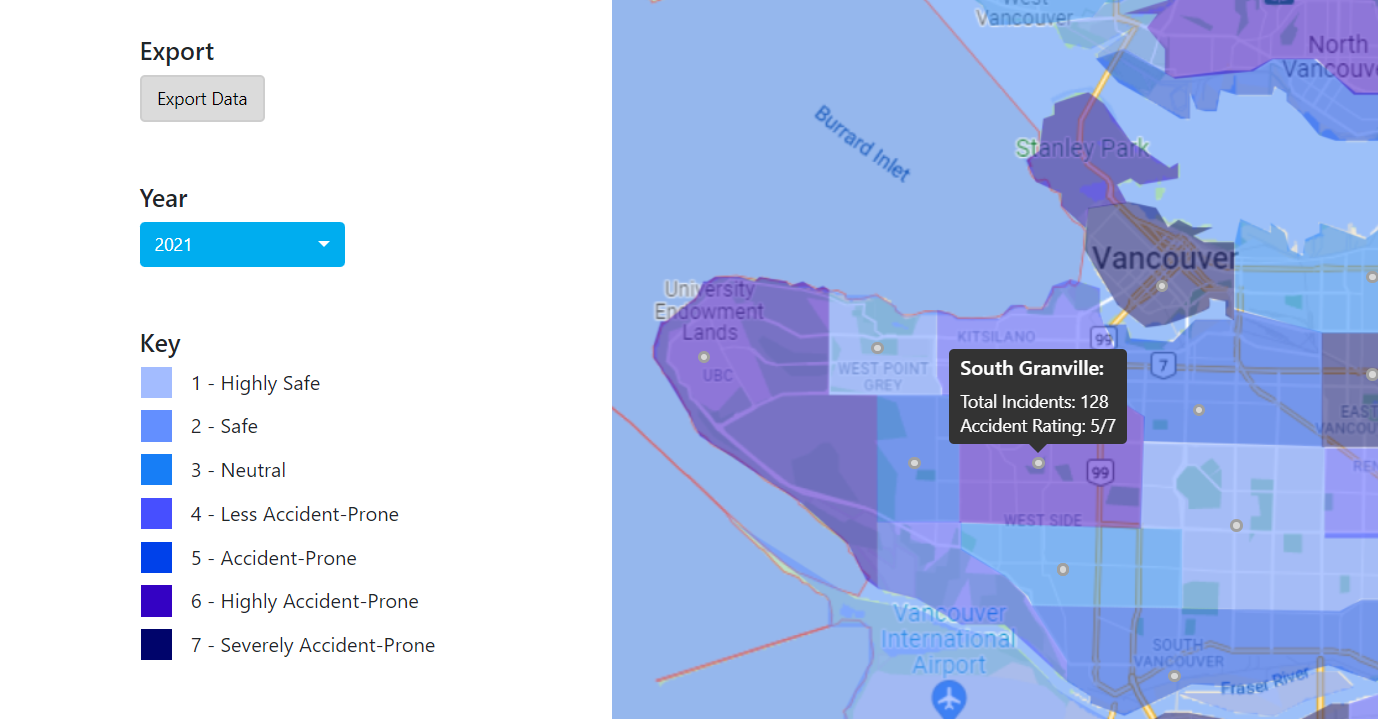 Export
Export Data
Year
2021
Key
1 - Highly Safe
2 - Safe
3 - Neutral
4 - Less Accident-Prone
5 - Accident-Prone
6 - Highly Accident-Prone
7 - Severely Accident-Prone
West
Vancouver
North
Vancouve
Burrard Inlet
Stanley Park
Vancouver
University
Endowment
Lands
UBC
KITSILANO
99
7
WEST POINT
GREY
South Granville:
Total Incidents: 128
Accident Rating: 5/7
EAST
VANCOUVER
REN
99
WEST SIDE
Vancouver
International
Airport
SOUTH
VANCOUVER
Fraser River